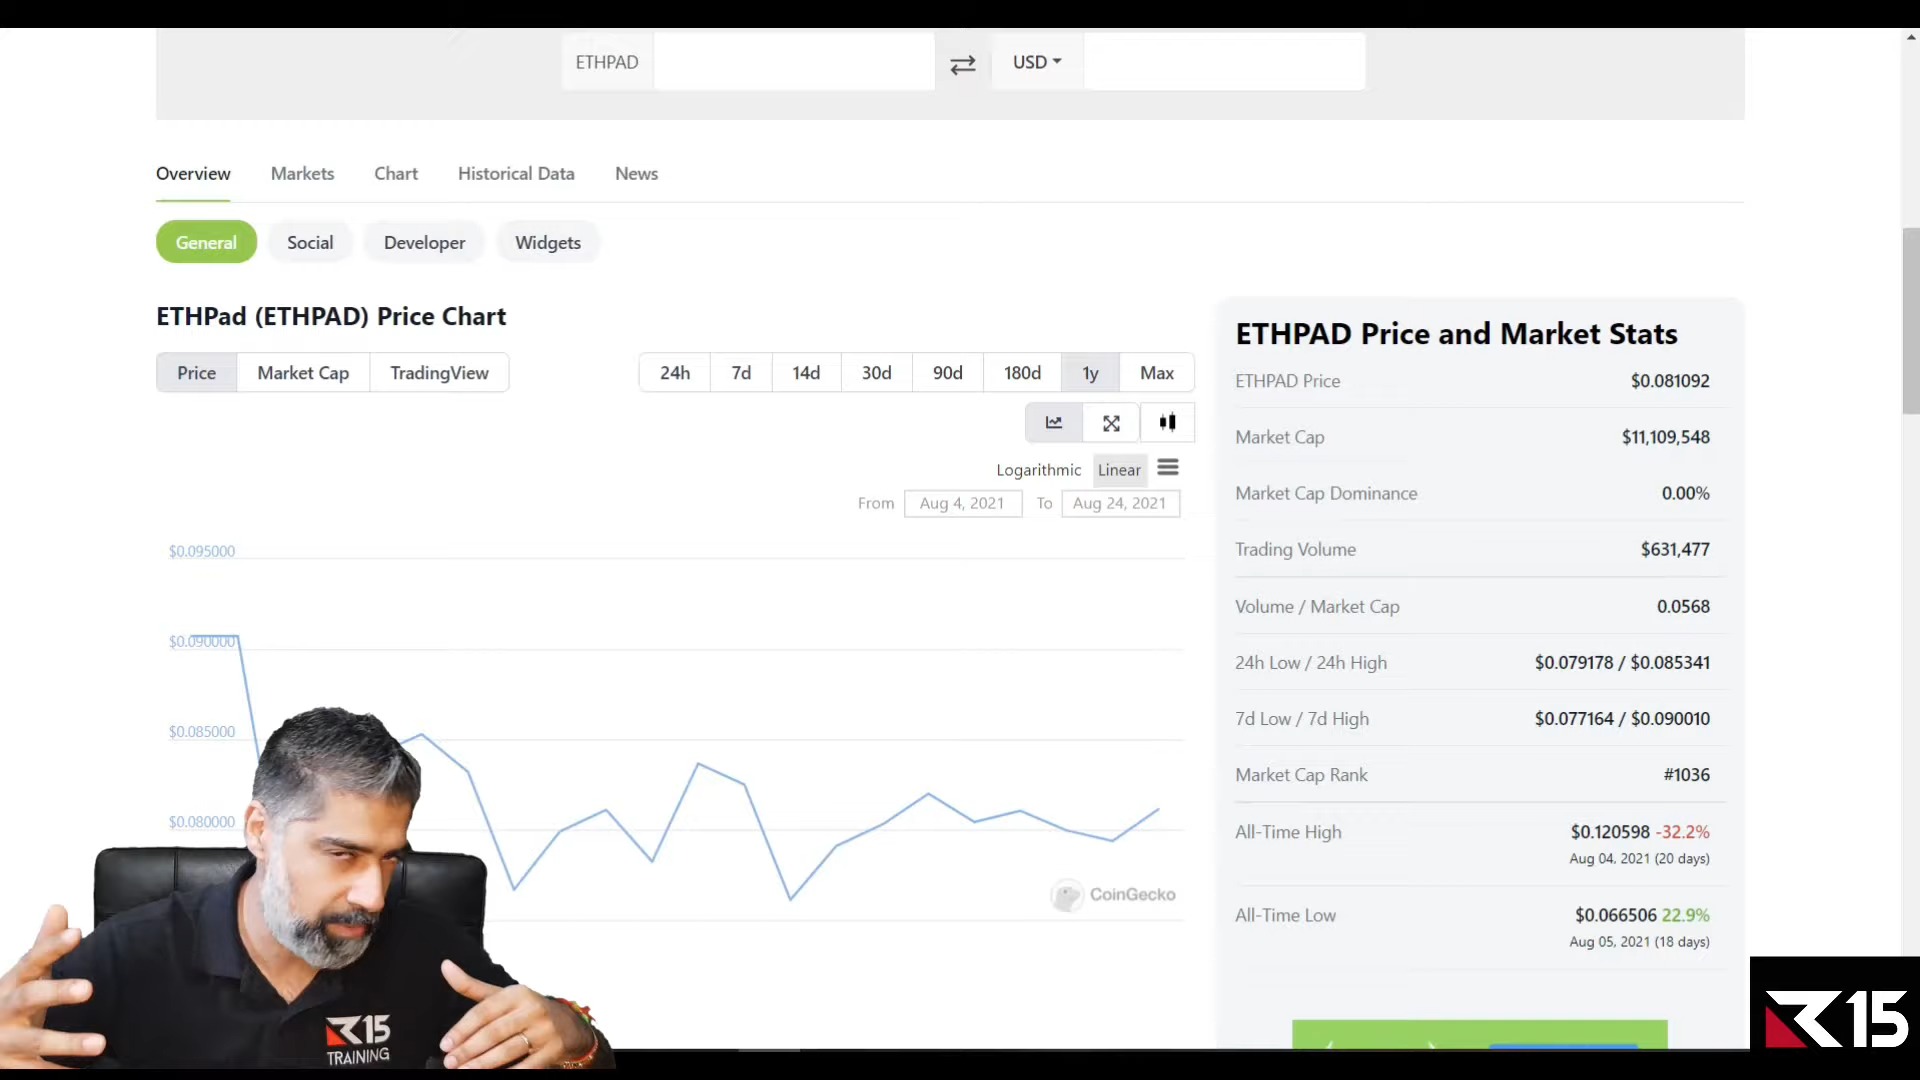 ETHPAD
USD
Overview Markets Chart Historical Data News
General Social Developer Widgets
ETHPad (ETHPAD) Price Chart
Price Market Cap TradingView
24h 7d 14d 30d 90d 180d 1y Max
Logarithmic Linear
From Aug 4, 2021 To Aug 24, 2021
$0.095000
$0.090000
$0.085000
$0.080000
CoinGecko
ETHPAD Price and Market Stats
ETHPAD Price $0.081092
Market Cap $11,109,548
Market Cap Dominance 0.00%
Trading Volume $631,477
Volume / Market Cap 0.0568
24h Low / 24h High $0.079178 / $0.085341
7d Low / 7d High $0.077164 / $0.090010
Market Cap Rank #1036
All-Time High $0.120598 -32.2%
Aug 04, 2021 (20 days)
All-Time Low $0.066506 22.9%
Aug 05, 2021 (18 days)
R15
TRAINING
R15